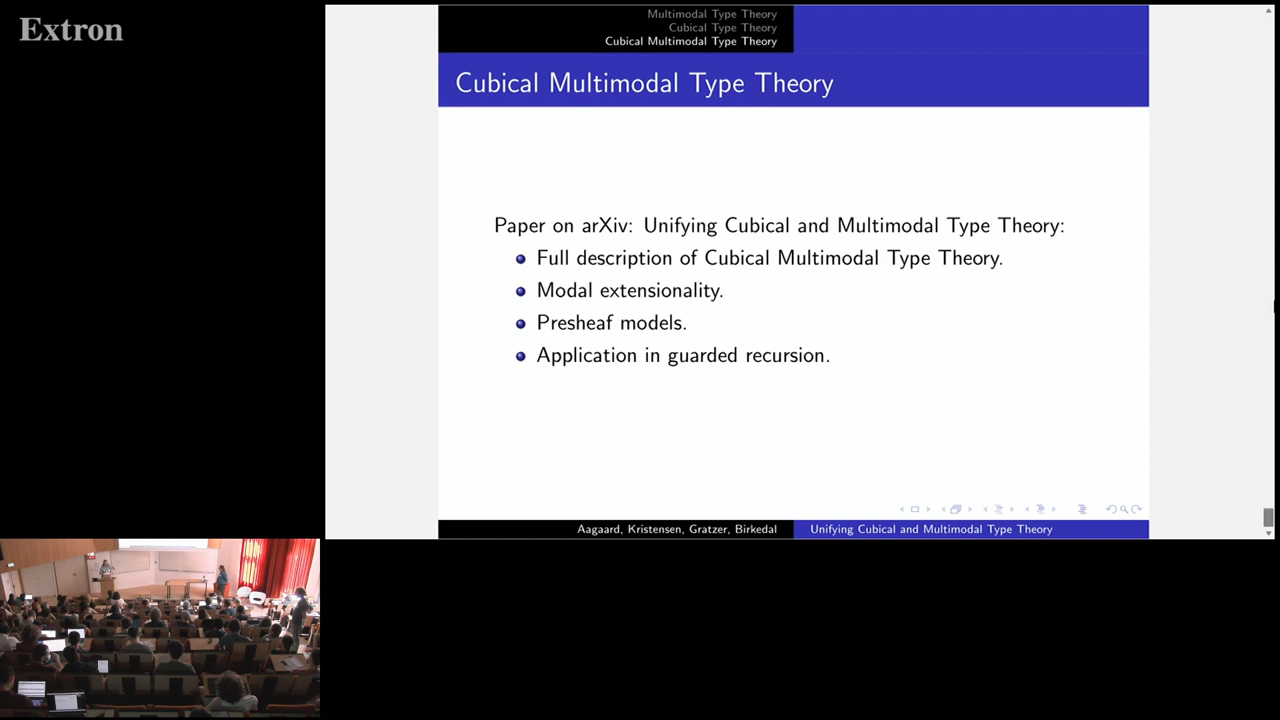 Extron
Multimodal Type Theory
Cubical Type Theory
Cubical Multimodal Type Theory
Cubical Multimodal Type Theory
Paper on arXiv: Unifying Cubical and Multimodal Type Theory:
Full description of Cubical Multimodal Type Theory.
Modal extensionality.
Presheaf models.
Application in guarded recursion.
Aagaard, Kristensen, Gratzer, Birkedal
Unifying Cubical and Multimodal Type Theory